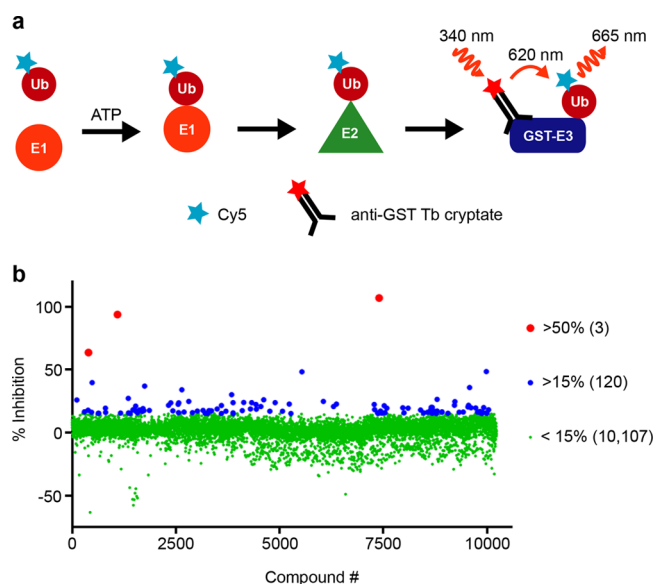 a
340 nm
620 nm
665 nm
Ub
Ub
Ub
Ub
ATP
E1
E1
E2
GST-E3
Cy5
anti-GST Tb cryptate
b
% Inhibition
100
50
0
-50
0
2500
5000
7500
10000
Compound #
>50% (3)
>15% (120)
< 15% (10,107)